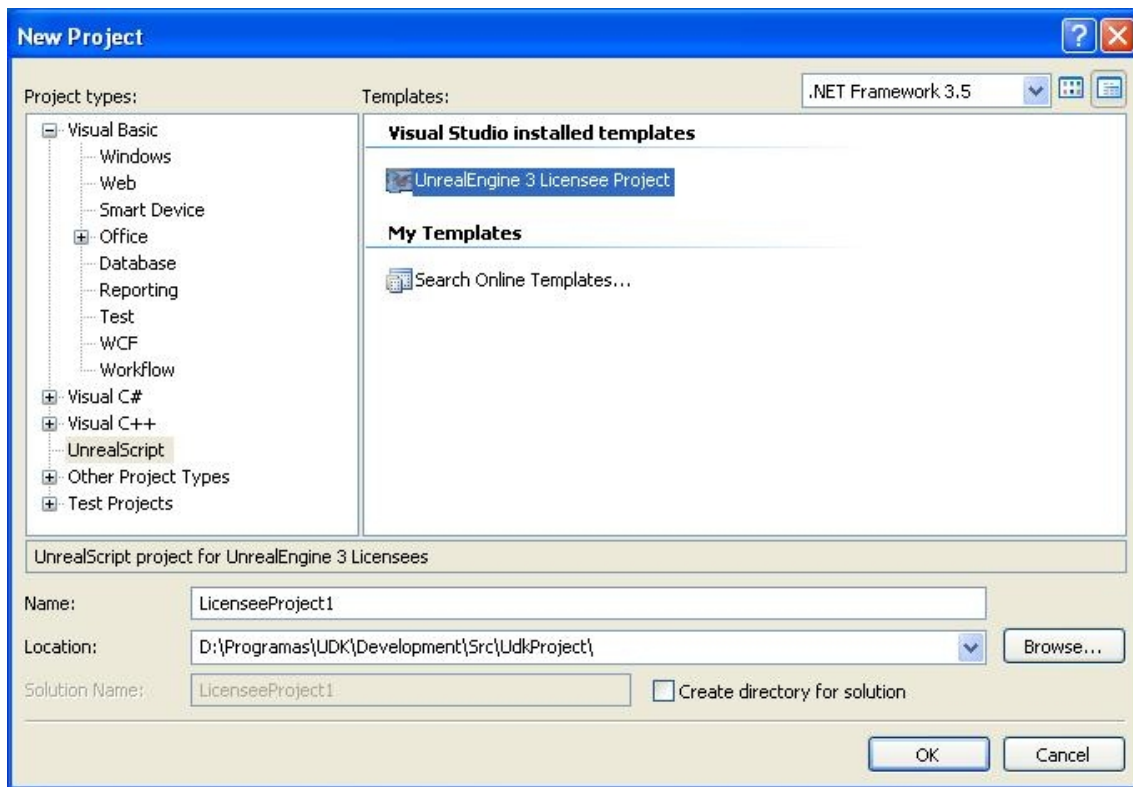 New Project
Project types:
Templates:
.NET Framework 3.5
Visual Basic
Windows
Web
Smart Device
Office
Database
Reporting
Test
WCF
Workflow
Visual C#
Visual C++
UnrealScript
Other Project Types
Test Projects
Visual Studio installed templates
UnrealEngine 3 Licensee Project
My Templates
Search Online Templates...
UnrealScript project for UnrealEngine 3 Licensees
Name: LicenseeProject1
Location: D:\Programas\UDK\Development\Src\UdkProject\ Browse...
Solution Name: LicenseeProject1 Create directory for solution
OK Cancel